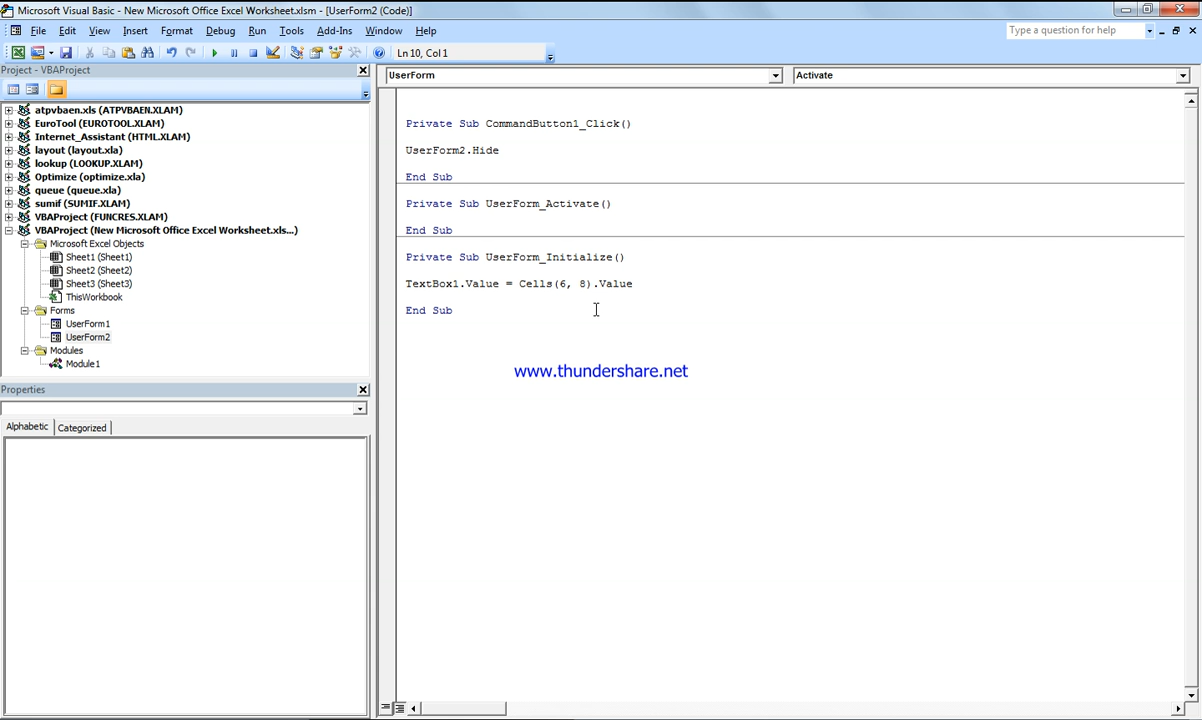 Microsoft Visual Basic - New Microsoft Office Excel Worksheet.xlsm - [UserForm2 (Code)]
File Edit View Insert Format Debug Run Tools Add-Ins Window Help
Type a question for help
Ln 10, Col 1
Project - VBAProject
UserForm
Activate
atpvbaen.xls (ATPVBAEN.XLAM)
EuroTool (EUROTOOL.XLAM)
Internet_Assistant (HTML.XLAM)
layout (layout.xla)
lookup (LOOKUP.XLAM)
Optimize (optimize.xla)
queue (queue.xla)
sumif (SUMIF.XLAM)
VBAProject (FUNCRES.XLAM)
VBAProject (New Microsoft Office Excel Worksheet.xls...)
Microsoft Excel Objects
Sheet1 (Sheet1)
Sheet2 (Sheet2)
Sheet3 (Sheet3)
ThisWorkbook
Forms
UserForm1
UserForm2
Modules
Module1
Properties
Alphabetic Categorized
Private Sub CommandButton1_Click()
UserForm2.Hide
End Sub
Private Sub UserForm_Activate()
End Sub
Private Sub UserForm_Initialize()
TextBox1.Value = Cells(6, 8).Value
End Sub
www.thundershare.net